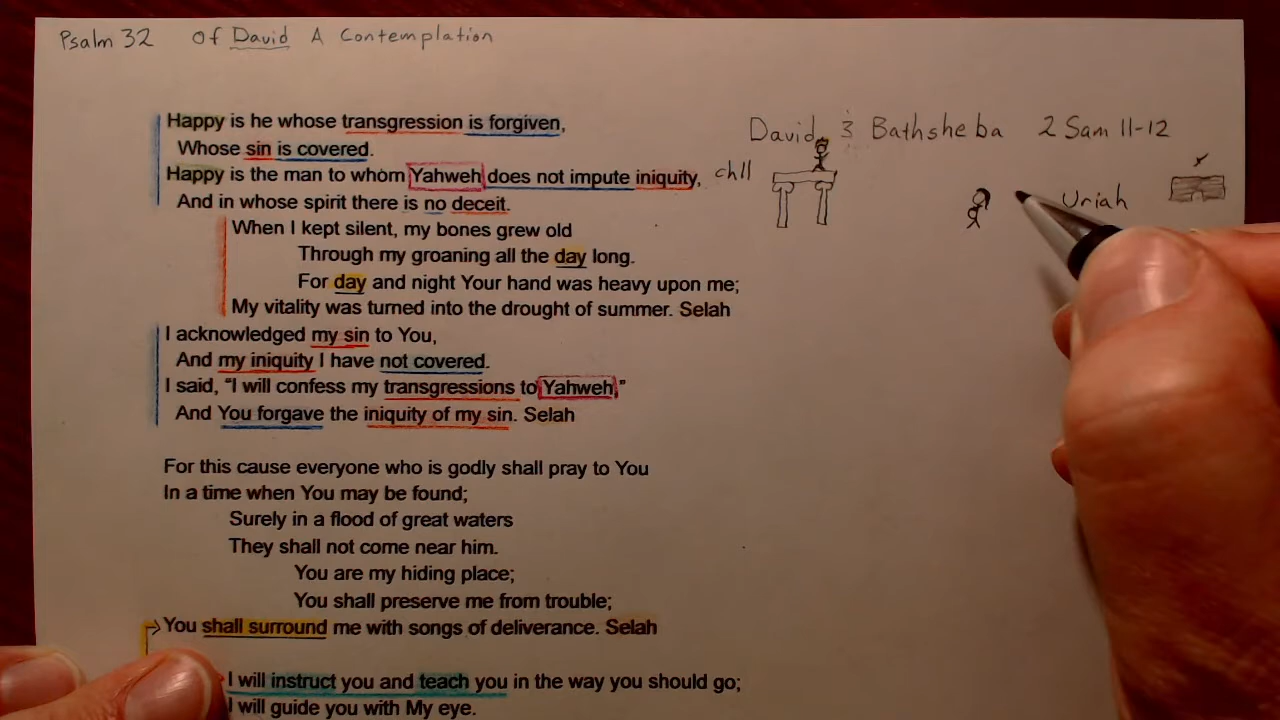 Psalm 32 Of David A Contemplation
Happy is he whose transgression is forgiven,
Whose sin is covered.
Happy is the man to whom Yahweh does not impute iniquity,
And in whose spirit there is no deceit.
When I kept silent, my bones grew old
Through my groaning all the day long.
For day and night Your hand was heavy upon me;
My vitality was turned into the drought of summer. Selah
I acknowledged my sin to You,
And my iniquity I have not covered.
I said, “I will confess my transgressions to Yahweh,”
And You forgave the iniquity of my sin. Selah
For this cause everyone who is godly shall pray to You
In a time when You may be found;
Surely in a flood of great waters
They shall not come near him.
You are my hiding place;
You shall preserve me from trouble;
You shall surround me with songs of deliverance. Selah
I will instruct you and teach you in the way you should go;
I will guide you with My eye.
David & Bathsheba 2 Sam 11-12
ch11
Uriah